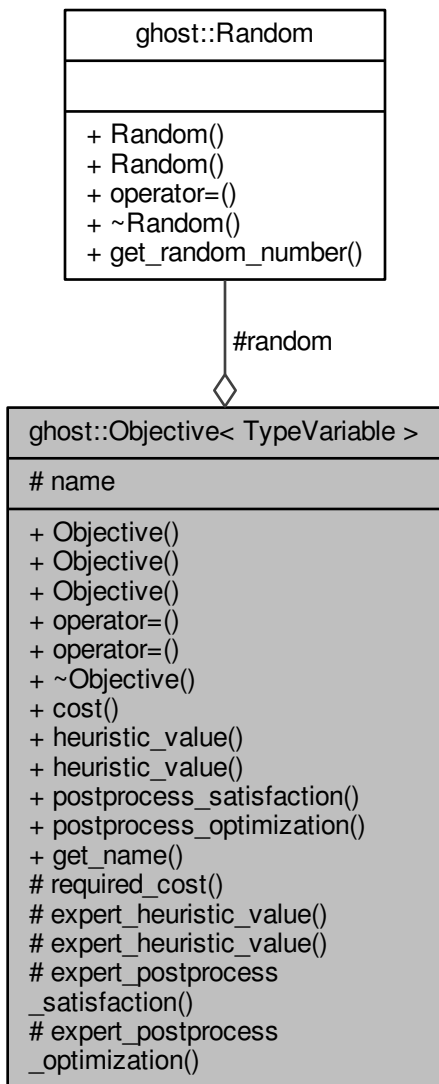 ghost::Random
+ Random()
+ Random()
+ operator=()
+ ~Random()
+ get_random_number()
#random
ghost::Objective< TypeVariable >
# name
+ Objective()
+ Objective()
+ Objective()
+ operator=()
+ operator=()
+ ~Objective()
+ cost()
+ heuristic_value()
+ heuristic_value()
+ postprocess_satisfaction()
+ postprocess_optimization()
+ get_name()
# required_cost()
# expert_heuristic_value()
# expert_heuristic_value()
# expert_postprocess
_satisfaction()
# expert_postprocess
_optimization()